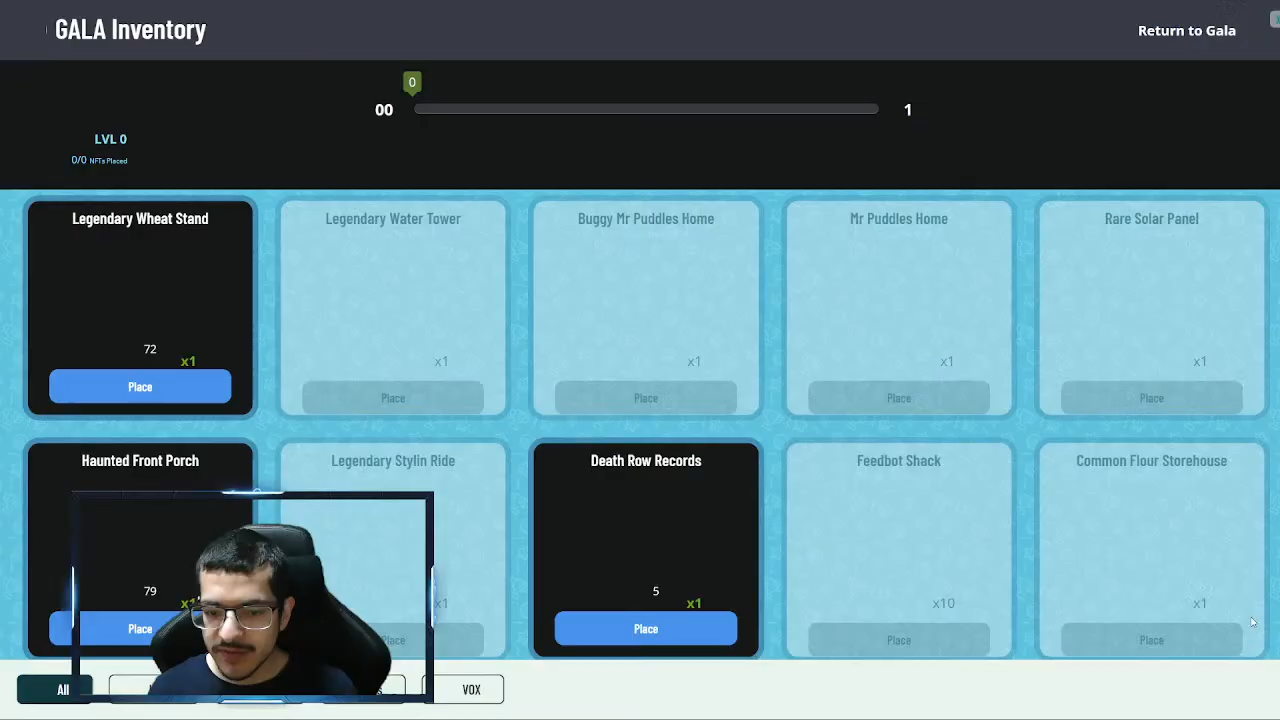 GALA Inventory
Return to Gala
0
00
1
LVL 0
0/0 NFTs Placed
Legendary Wheat Stand
Legendary Water Tower
Buggy Mr Puddles Home
Mr Puddles Home
Rare Solar Panel
72
x1
x1
x1
x1
x1
Place
Place
Place
Place
Place
Haunted Front Porch
Legendary Stylin Ride
Death Row Records
Feedbot Shack
Common Flour Storehouse
79
5
x1
x1
x1
x10
x1
Place
Place
Place
Place
Place
All
VOX